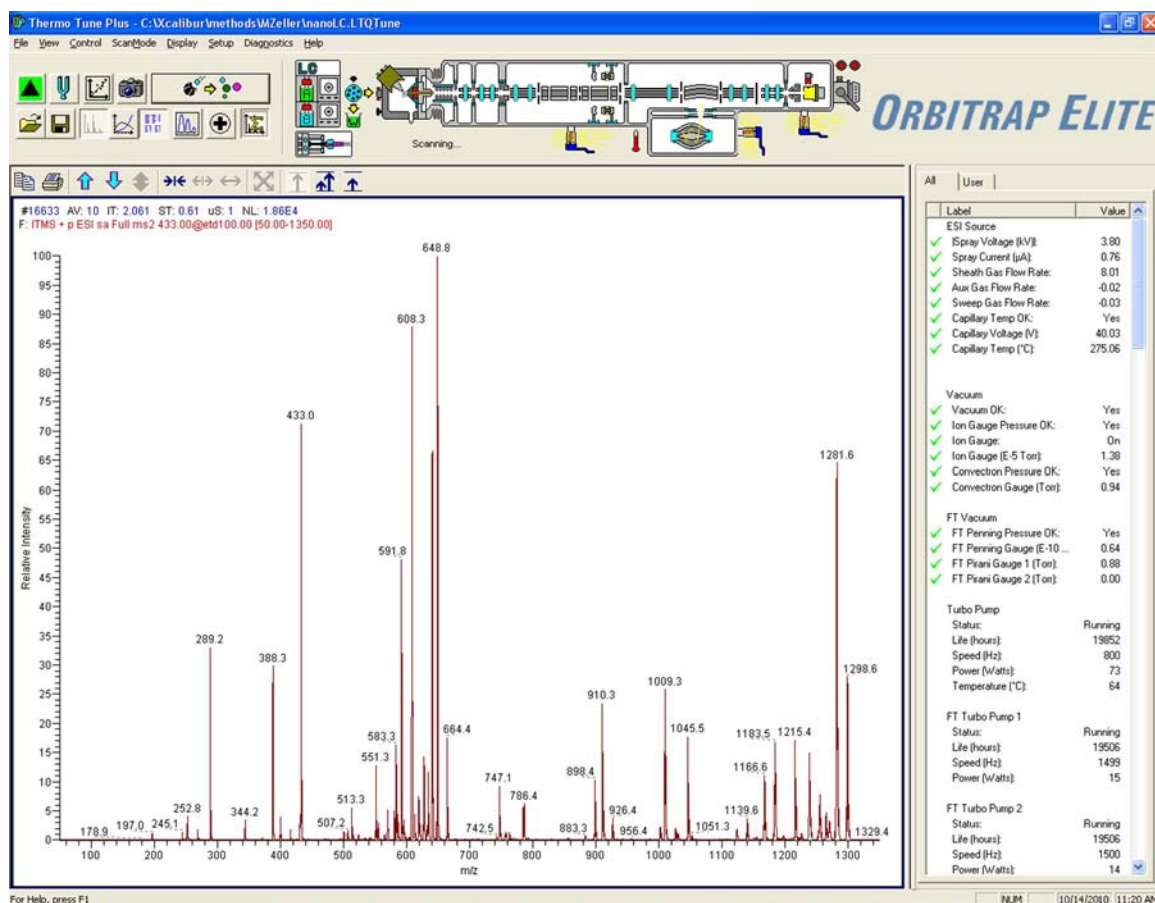 Thermo Tune Plus - C:\Xcalibur\methods\MZeller\nanoLC.LTQTune
File View Control ScanMode Display Setup Diagnostics Help
LC
Scanning...
ORBITRAP ELITE
#16633 AV: 10 IT: 2.061 ST: 0.61 uS: 1 NL: 1.86E4
F: ITMS + p ESI sa Full ms2 433.00@etd100.00 [50.00-1350.00]
Relative Intensity
100
95
90
85
80
75
70
65
60
55
50
45
40
35
30
25
20
15
10
5
0
178.9
197.0
245.1
252.8
289.2
344.2
388.3
433.0
507.2
513.3
551.3
583.3
591.8
608.3
648.8
664.4
742.5
747.1
786.4
883.3
898.4
910.3
926.4
956.4
1009.3
1045.5
1051.3
1139.6
1166.6
1183.5
1215.4
1281.6
1298.6
1329.4
100 200 300 400 500 600 700 800 900 1000 1100 1200 1300
m/z
All User
Label Value
ESI Source
ISpray Voltage (kV): 3.80
Spray Current (µA): 0.76
Sheath Gas Flow Rate: 8.01
Aux Gas Flow Rate: -0.02
Sweep Gas Flow Rate: -0.03
Capillary Temp OK: Yes
Capillary Voltage (V): 40.03
Capillary Temp (°C): 275.06
Vacuum
Vacuum OK: Yes
Ion Gauge Pressure OK: Yes
Ion Gauge: On
Ion Gauge (E-5 Torr): 1.38
Convectron Pressure OK: Yes
Convectron Gauge (Torr): 0.94
FT Vacuum
FT Penning Pressure OK: Yes
FT Penning Gauge (E-10 ... 0.64
FT Pirani Gauge 1 (Torr): 0.88
FT Pirani Gauge 2 (Torr): 0.00
Turbo Pump
Status: Running
Life (hours): 19852
Speed (Hz): 800
Power (Watts): 73
Temperature (°C): 64
FT Turbo Pump 1
Status: Running
Life (hours): 19506
Speed (Hz): 1499
Power (Watts): 15
FT Turbo Pump 2
Status: Running
Life (hours): 19506
Speed (Hz): 1500
Power (Watts): 14
For Help, press F1
NUM 10/14/2010 11:20 AM